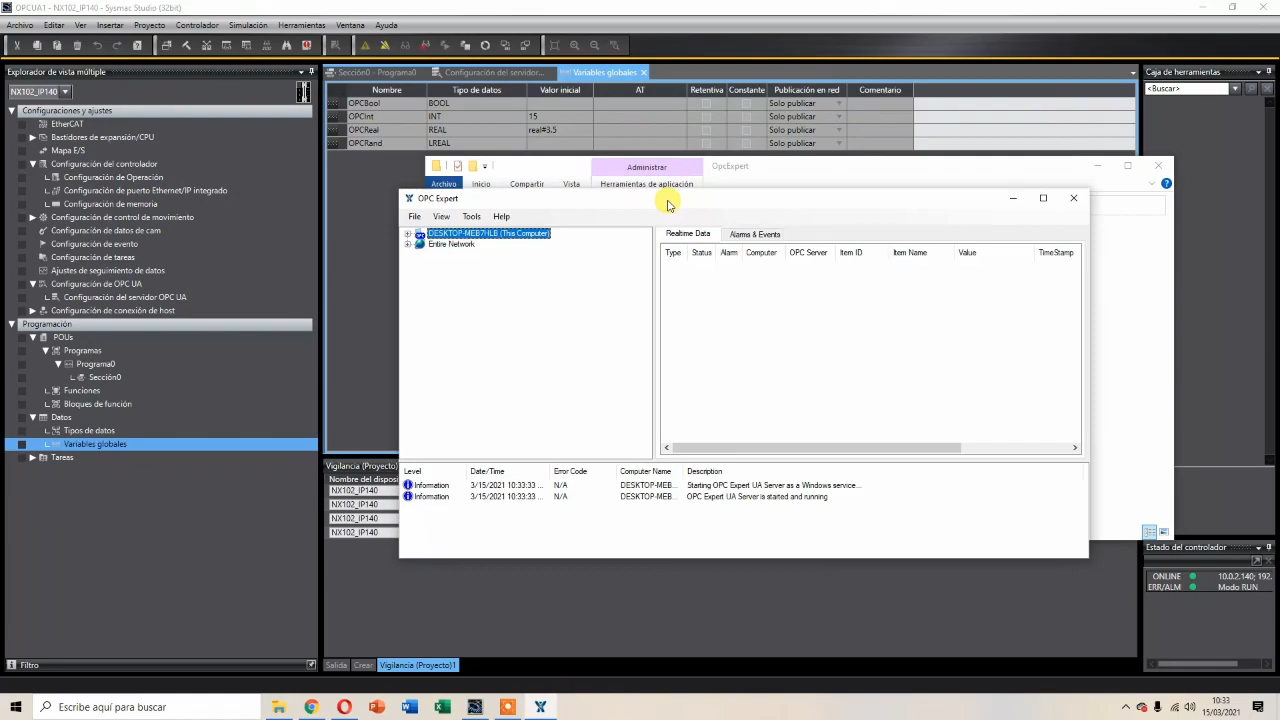 OPCUA1 - NX102_IP140 - Sysmac Studio (32bit)
Archivo Editar Ver Insertar Proyecto Controlador Simulación Herramientas Ventana Ayuda
Explorador de vista múltiple
NX102_IP140
Configuraciones y ajustes
EtherCAT
Bastidores de expansión/CPU
Mapa E/S
Configuración del controlador
Configuración de Operación
Configuración de puerto Ethernet/IP integrado
Configuración de memoria
Configuración de control de movimiento
Configuración de datos de cam
Configuración de evento
Configuración de tareas
Ajustes de seguimiento de datos
Configuración de OPC UA
Configuración del servidor OPC UA
Configuración de conexión de host
Programación
POUs
Programas
Programa0
Sección0
Funciones
Bloques de función
Datos
Tipos de datos
Variables globales
Tareas
Filtro
Sección0 - Programa0 Configuración del servidor... Variables globales
Nombre Tipo de datos Valor inicial AT Retentiva Constante Publicación en red Comentario
OPCBool BOOL Solo publicar
OPCInt INT 15 Solo publicar
OPCReal REAL real#3.5 Solo publicar
OPCRand LREAL Solo publicar
Administrar OpcExpert
Archivo Inicio Compartir Vista Herramientas de aplicación
OPC Expert
File View Tools Help
DESKTOP-MEB7HLB (This Computer)
Entire Network
Realtime Data Alarms & Events
Type Status Alarm Computer OPC Server Item ID Item Name Value TimeStamp
Level Date/Time Error Code Computer Name Description
Information 3/15/2021 10:33:33 ... N/A DESKTOP-MEB... Starting OPC Expert UA Server as a Windows service...
Information 3/15/2021 10:33:33 ... N/A DESKTOP-MEB... OPC Expert UA Server is started and running
Vigilancia (Proyecto)
Nombre del disposi
NX102_IP140
NX102_IP140
NX102_IP140
NX102_IP140
Salida Crear Vigilancia (Proyecto)1
Caja de herramientas
<Buscar>
Estado del controlador
ONLINE 10.0.2.140; 192.
ERR/ALM Modo RUN
Escribe aquí para buscar
10:33
15/03/2021